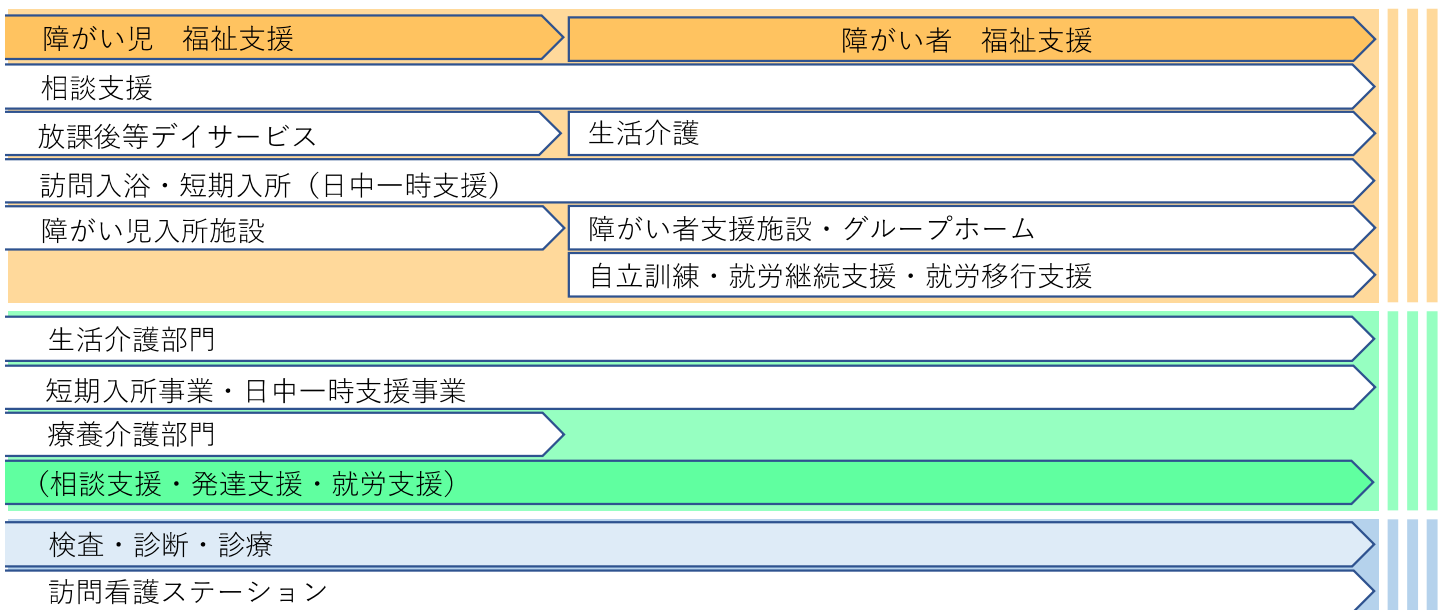 障がい児　福祉支援
障がい者　福祉支援
相談支援
放課後等デイサービス
生活介護
訪問入浴・短期入所（日中一時支援）
障がい児入所施設
障がい者支援施設・グループホーム
自立訓練・就労継続支援・就労移行支援
生活介護部門
短期入所事業・日中一時支援事業
療養介護部門
（相談支援・発達支援・就労支援）
検査・診断・診療
訪問看護ステーション